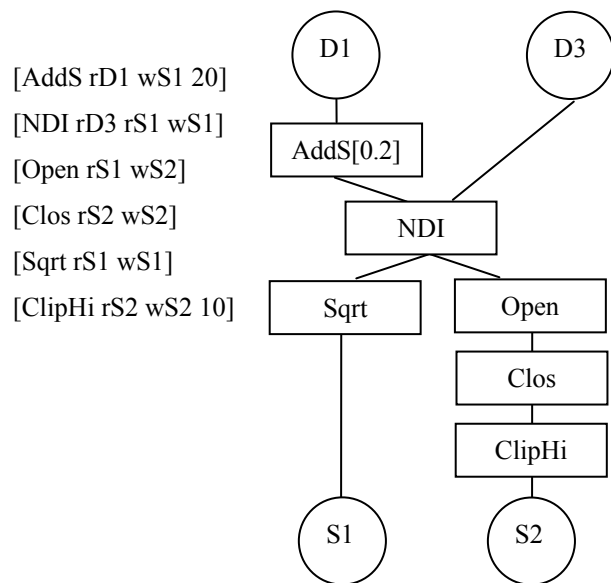 [AddS rD1 wS1 20]
[NDI rD3 rS1 wS1]
[Open rS1 wS2]
[Clos rS2 wS2]
[Sqrt rS1 wS1]
[ClipHi rS2 wS2 10]
D1
D3
AddS[0.2]
NDI
Sqrt
Open
Clos
ClipHi
S1
S2